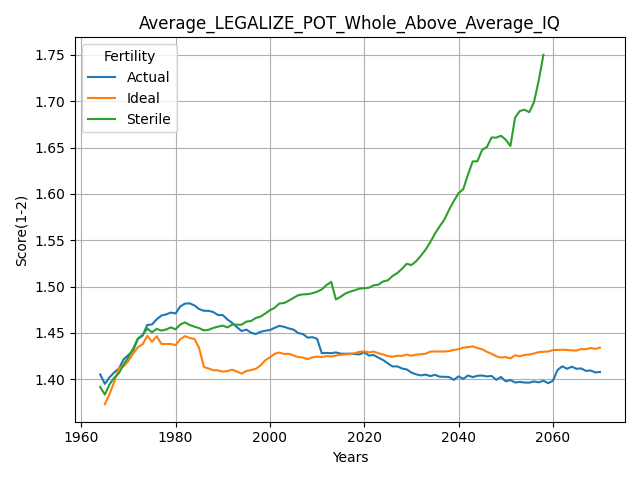 Average_LEGALIZE_POT_Whole_Above_Average_IQ
Fertility
Actual
Ideal
Sterile
Score(1-2)
1.75
1.70
1.65
1.60
1.55
1.50
1.45
1.40
1960
1980
2000
2020
2040
2060
Years